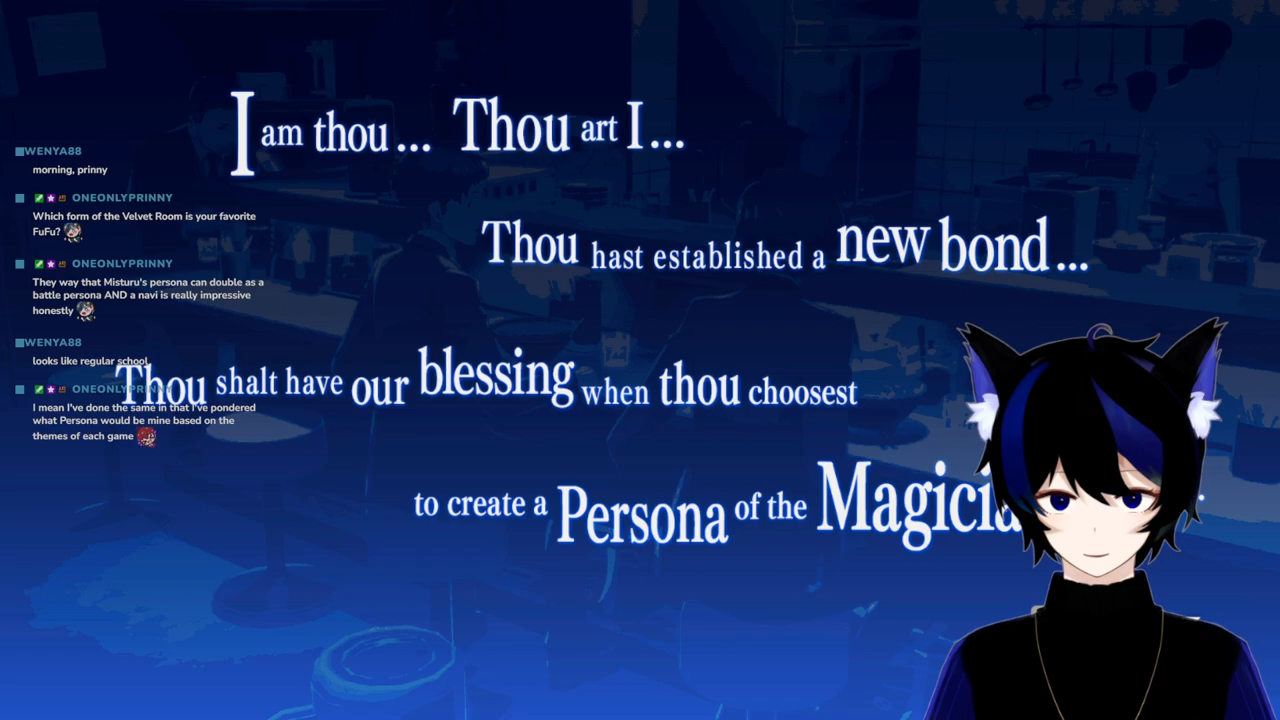 I am thou... Thou art I...
Thou hast established a new bond...
Thou shalt have our blessing when thou choosest
to create a Persona of the
WENYA88
morning, prinny
ONEONLYPRINNY
Which form of the Velvet Room is your favorite
FuFu?
ONEONLYPRINNY
They way that Misturu's persona can double as a
battle persona AND a navi is really impressive
honestly
WENYA88
looks like regular school
ONEONLYPRINNY
I mean I've done the same in that I've pondered
what Persona would be mine based on the
themes of each game